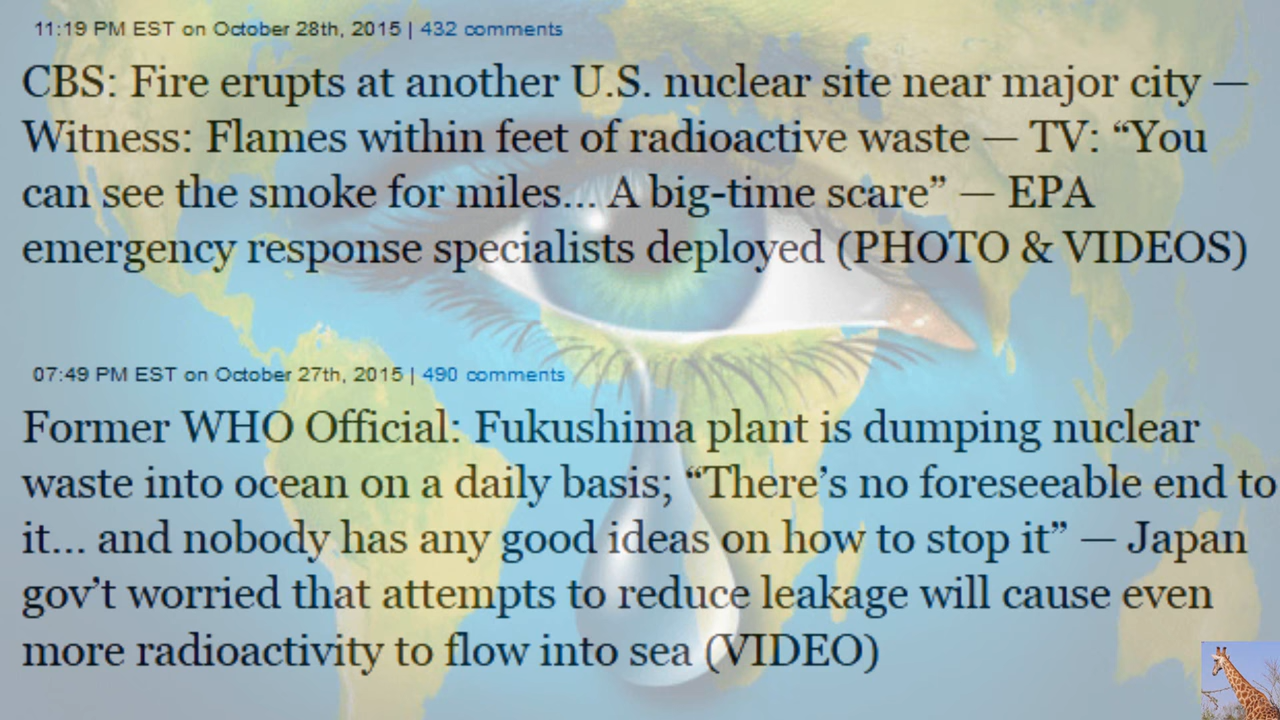 11:19 PM EST on October 28th, 2015 | 432 comments
CBS: Fire erupts at another U.S. nuclear site near major city —
Witness: Flames within feet of radioactive waste — TV: “You
can see the smoke for miles... A big-time scare” — EPA
emergency response specialists deployed (PHOTO & VIDEOS)
07:49 PM EST on October 27th, 2015 | 490 comments
Former WHO Official: Fukushima plant is dumping nuclear
waste into ocean on a daily basis; “There’s no foreseeable end to
it... and nobody has any good ideas on how to stop it” — Japan
gov’t worried that attempts to reduce leakage will cause even
more radioactivity to flow into sea (VIDEO)